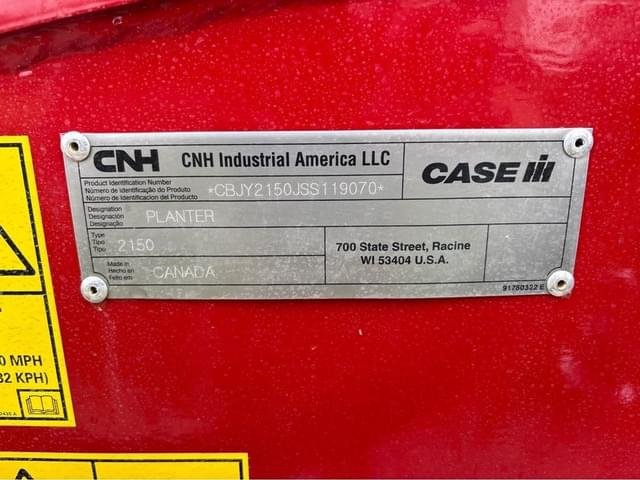 CNH CNH Industrial America LLC
CASE IH
Product Identification Number
Número de Identificação do Produto
Número de Identificacion del Producto
*CBJY2150JSS119070*
Designation
Designación
Designação
PLANTER
Type
Tipo
Tipo
2150
700 State Street, Racine
WI 53404 U.S.A.
Made in
Hecho en
Feito em
CANADA
91750322 E
0 MPH
32 KPH)